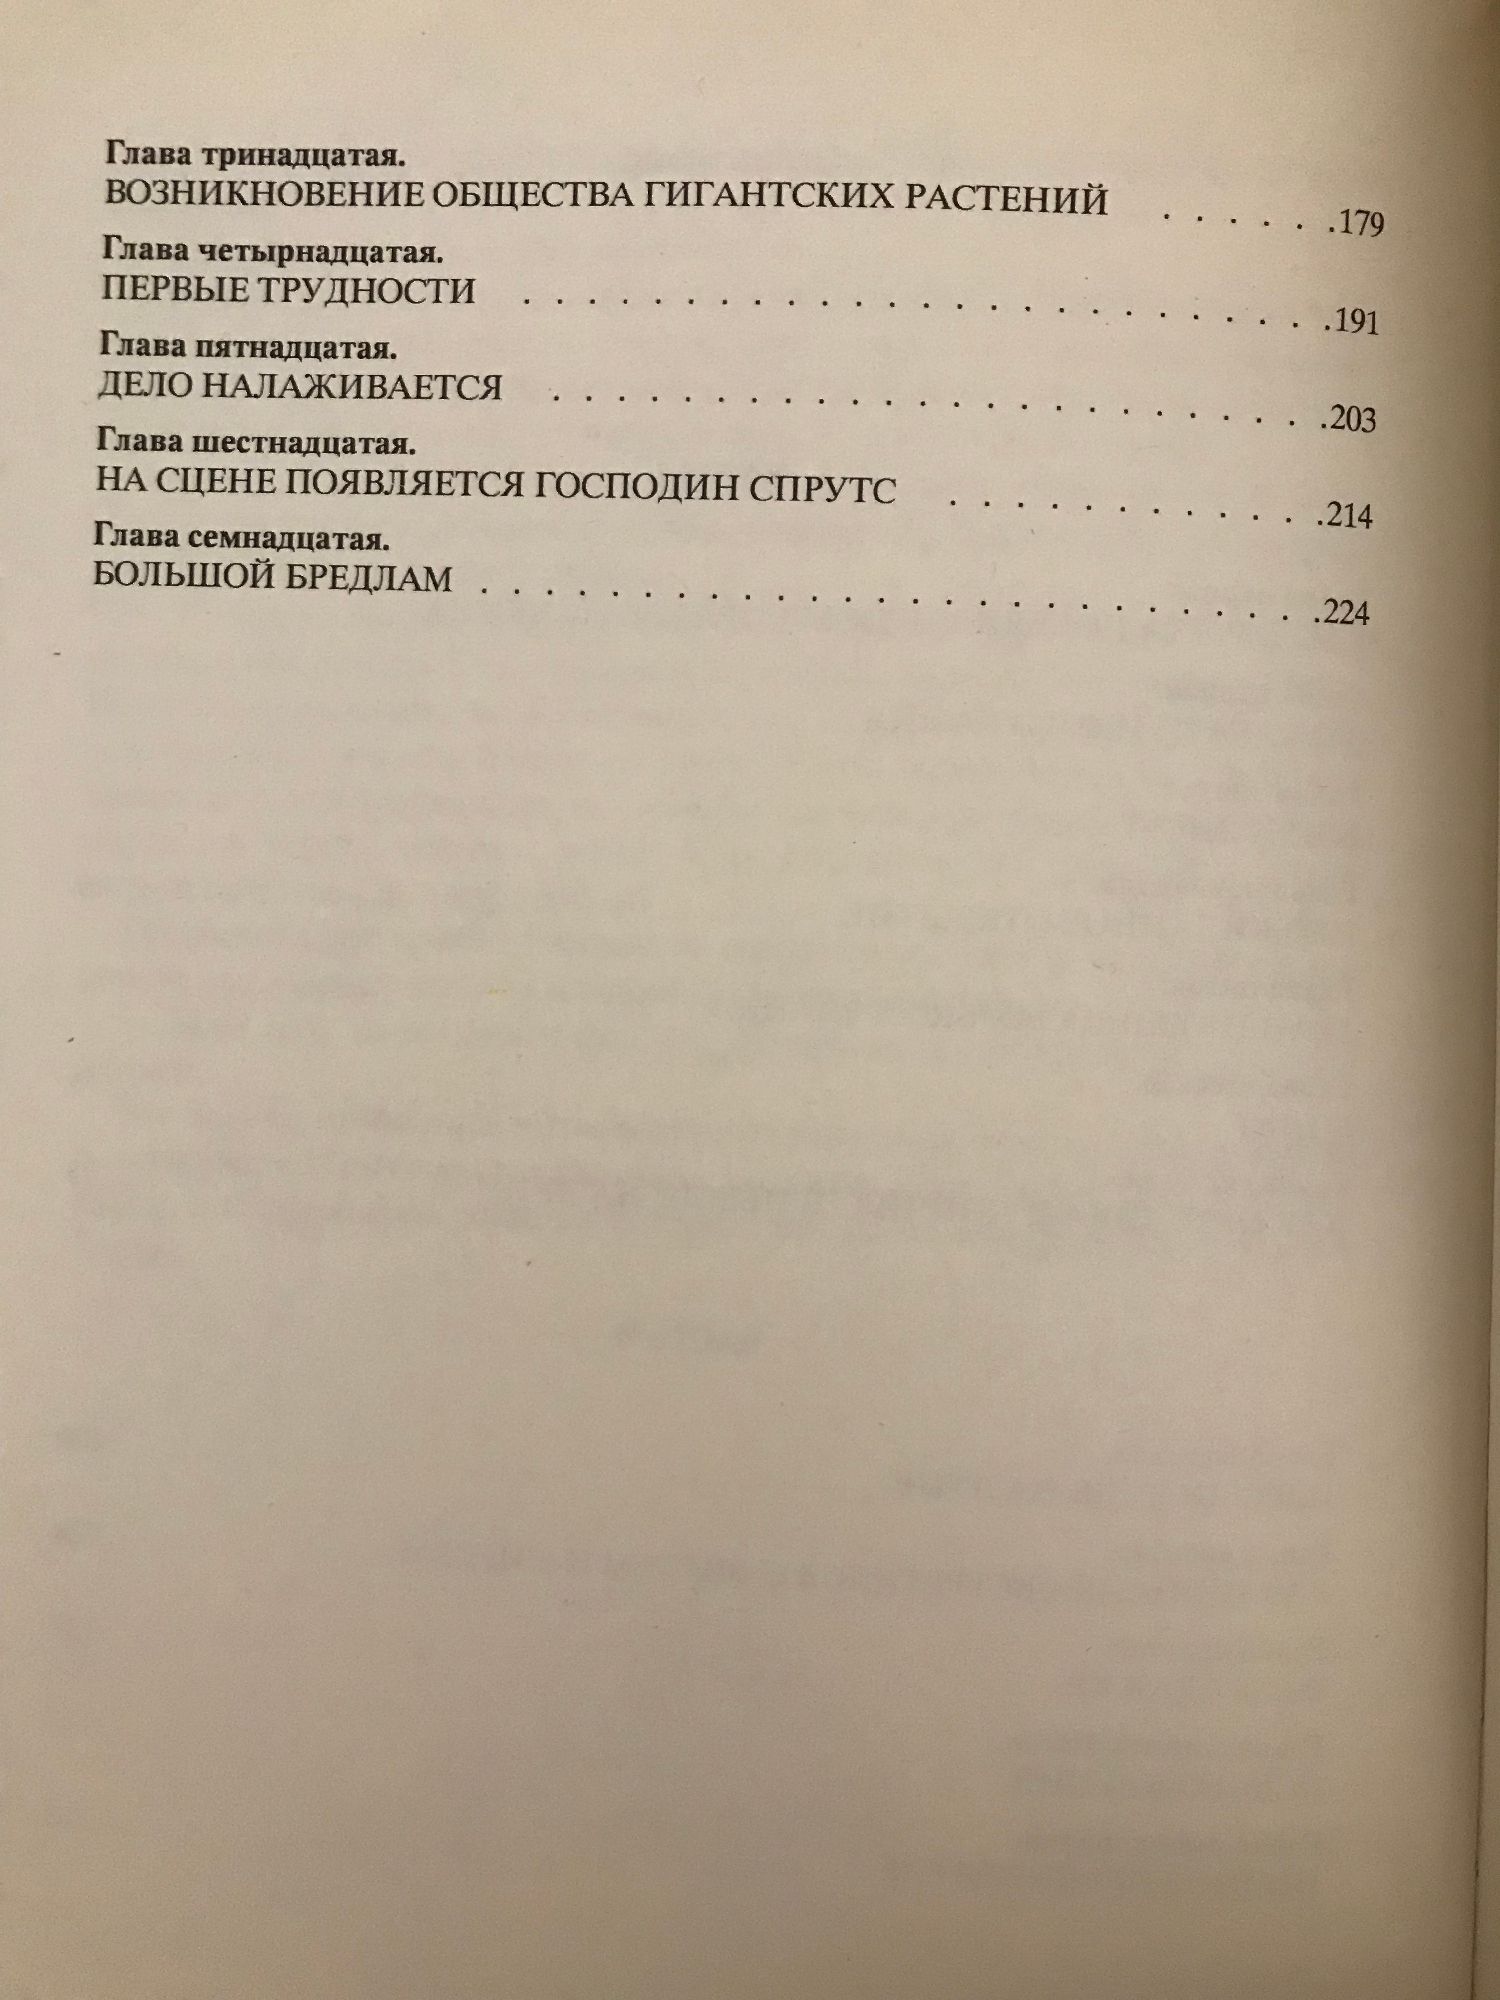 Глава тринадцатая.
ВОЗНИКНОВЕНИЕ ОБЩЕСТВА ГИГАНТСКИХ РАСТЕНИЙ . . . . . .179
Глава четырнадцатая.
ПЕРВЫЕ ТРУДНОСТИ . . . . . . . . . . . . . . . . . . . . . . . . .191
Глава пятнадцатая.
ДЕЛО НАЛАЖИВАЕТСЯ . . . . . . . . . . . . . . . . . . . . . . . .203
Глава шестнадцатая.
НА СЦЕНЕ ПОЯВЛЯЕТСЯ ГОСПОДИН СПРУТС . . . . . . . . . . . .214
Глава семнадцатая.
БОЛЬШОЙ БРЕДЛАМ . . . . . . . . . . . . . . . . . . . . . . . . . .224